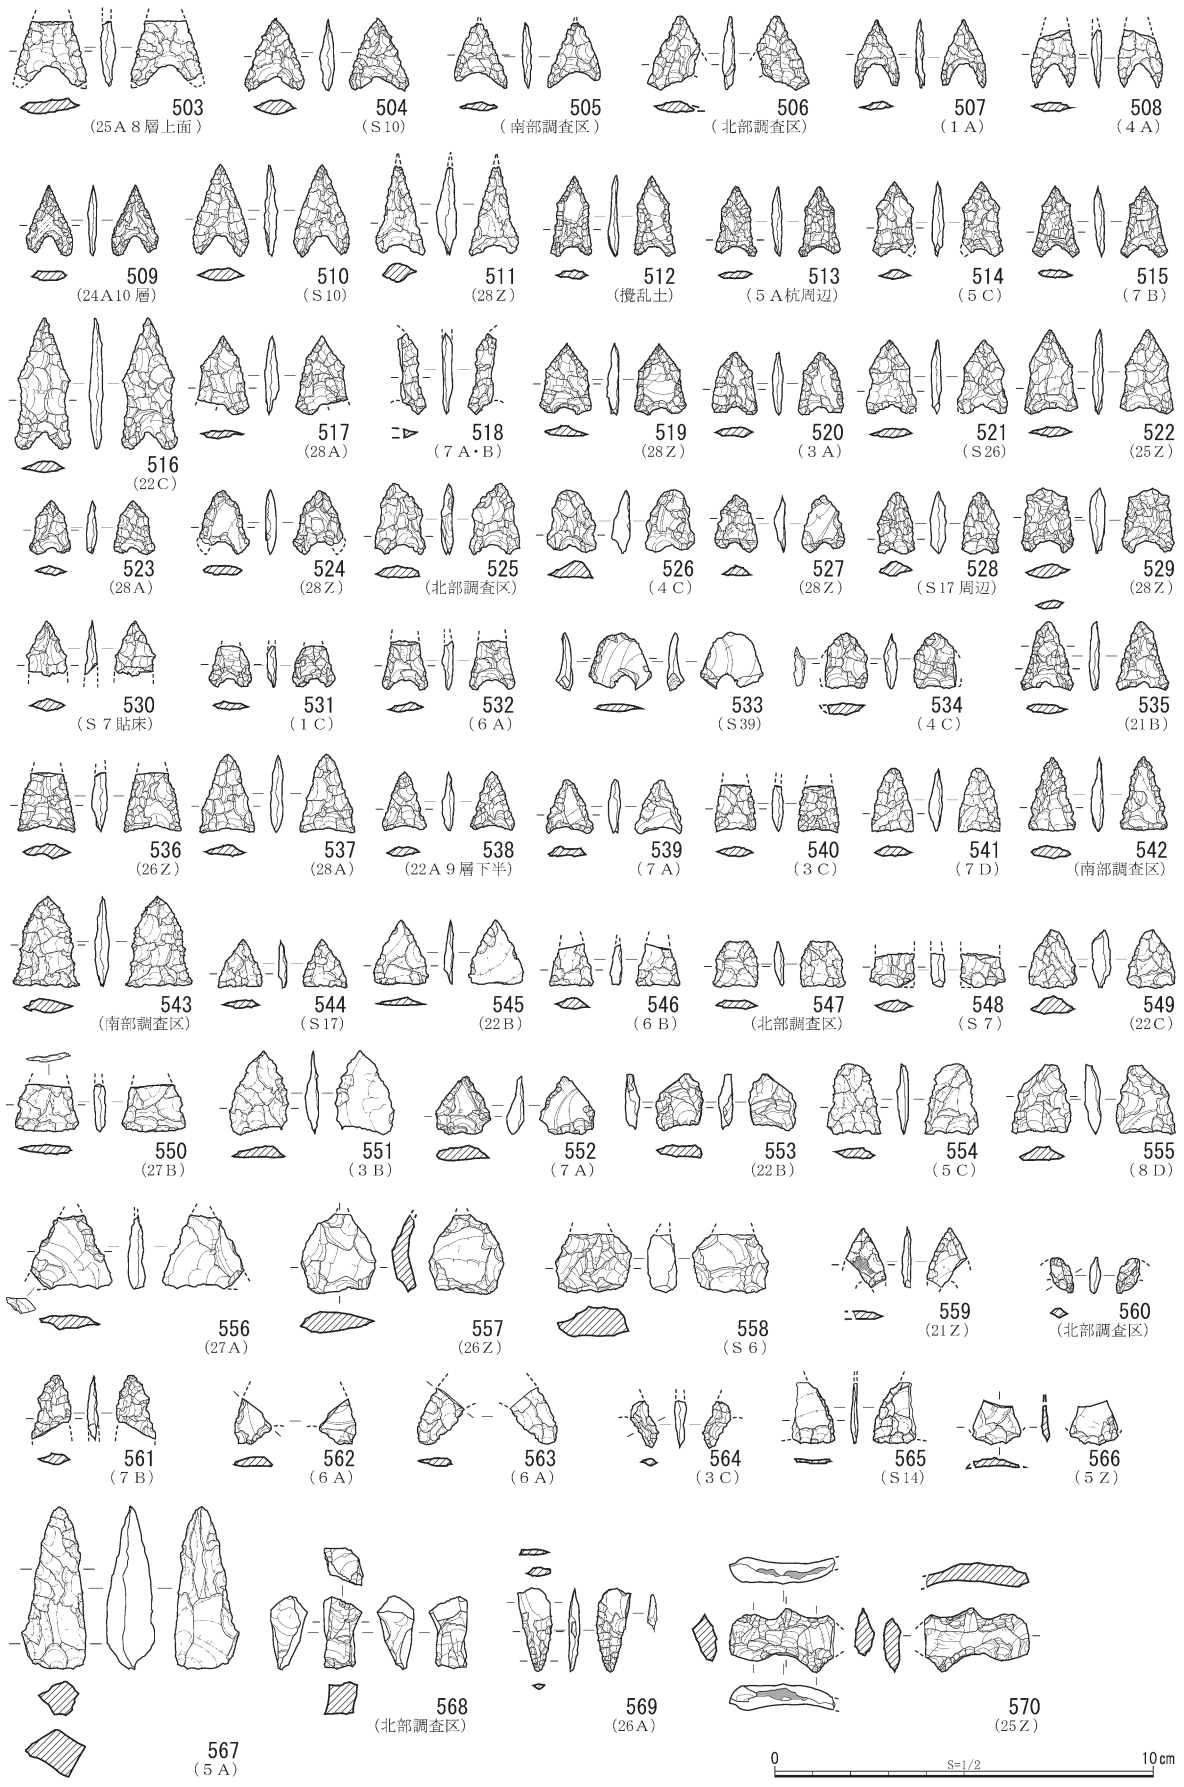 503 504 505 506 507 508
(25A８層上面) (S10) (南部調査区) (北部調査区) (1A) (4A)
509 510 511 512 513 514 515
(24A10層) (S10) (28Z) (攪乱土) (5A杭周辺) (5C) (7B)
516 517 518 519 520 521 522
(22C) (28A) (7A・B) (28Z) (3A) (S26) (25Z)
523 524 525 526 527 528 529
(28A) (28Z) (北部調査区) (4C) (28Z) (S17周辺) (28Z)
530 531 532 533 534 535
(S7貼床) (1C) (6A) (S39) (4C) (21B)
536 537 538 539 540 541 542
(26Z) (28A) (22A９層下半) (7A) (3C) (7D) (南部調査区)
543 544 545 546 547 548 549
(南部調査区) (S17) (22B) (6B) (北部調査区) (S7) (22C)
550 551 552 553 554 555
(27B) (3B) (7A) (22B) (5C) (8D)
556 557 558 559 560
(27A) (26Z) (S6) (21Z) (北部調査区)
561 562 563 564 565 566
(7B) (6A) (6A) (3C) (S14) (5Z)
567 568 569 570
(5A) (北部調査区) (26A) (25Z)
0 S=1/2 10cm